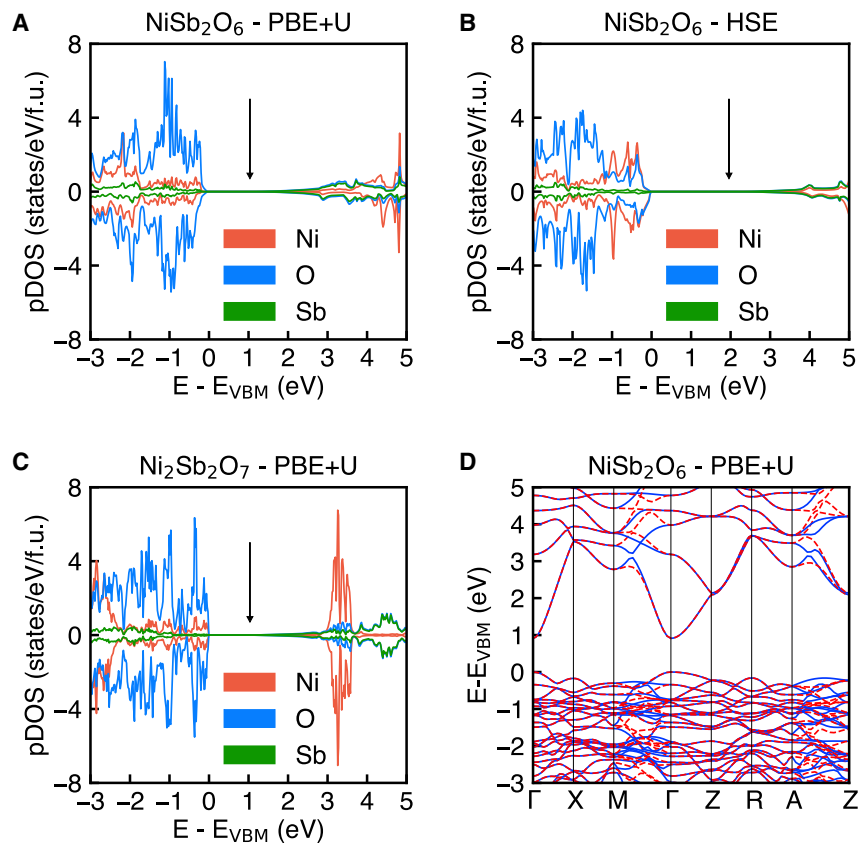 A
NiSb₂O₆ - PBE+U
8
4
0
−4
−8
pDOS (states/eV/f.u.)
Ni
O
Sb
−3 −2 −1 0 1 2 3 4 5
E - E_VBM (eV)
B
NiSb₂O₆ - HSE
8
4
0
−4
−8
pDOS (states/eV/f.u.)
Ni
O
Sb
−3 −2 −1 0 1 2 3 4 5
E - E_VBM (eV)
C
Ni₂Sb₂O₇ - PBE+U
8
4
0
−4
−8
pDOS (states/eV/f.u.)
Ni
O
Sb
−3 −2 −1 0 1 2 3 4 5
E - E_VBM (eV)
D
NiSb₂O₆ - PBE+U
5
4
3
2
1
0
−1
−2
−3
E-E_VBM (eV)
Γ X M Γ Z R A Z